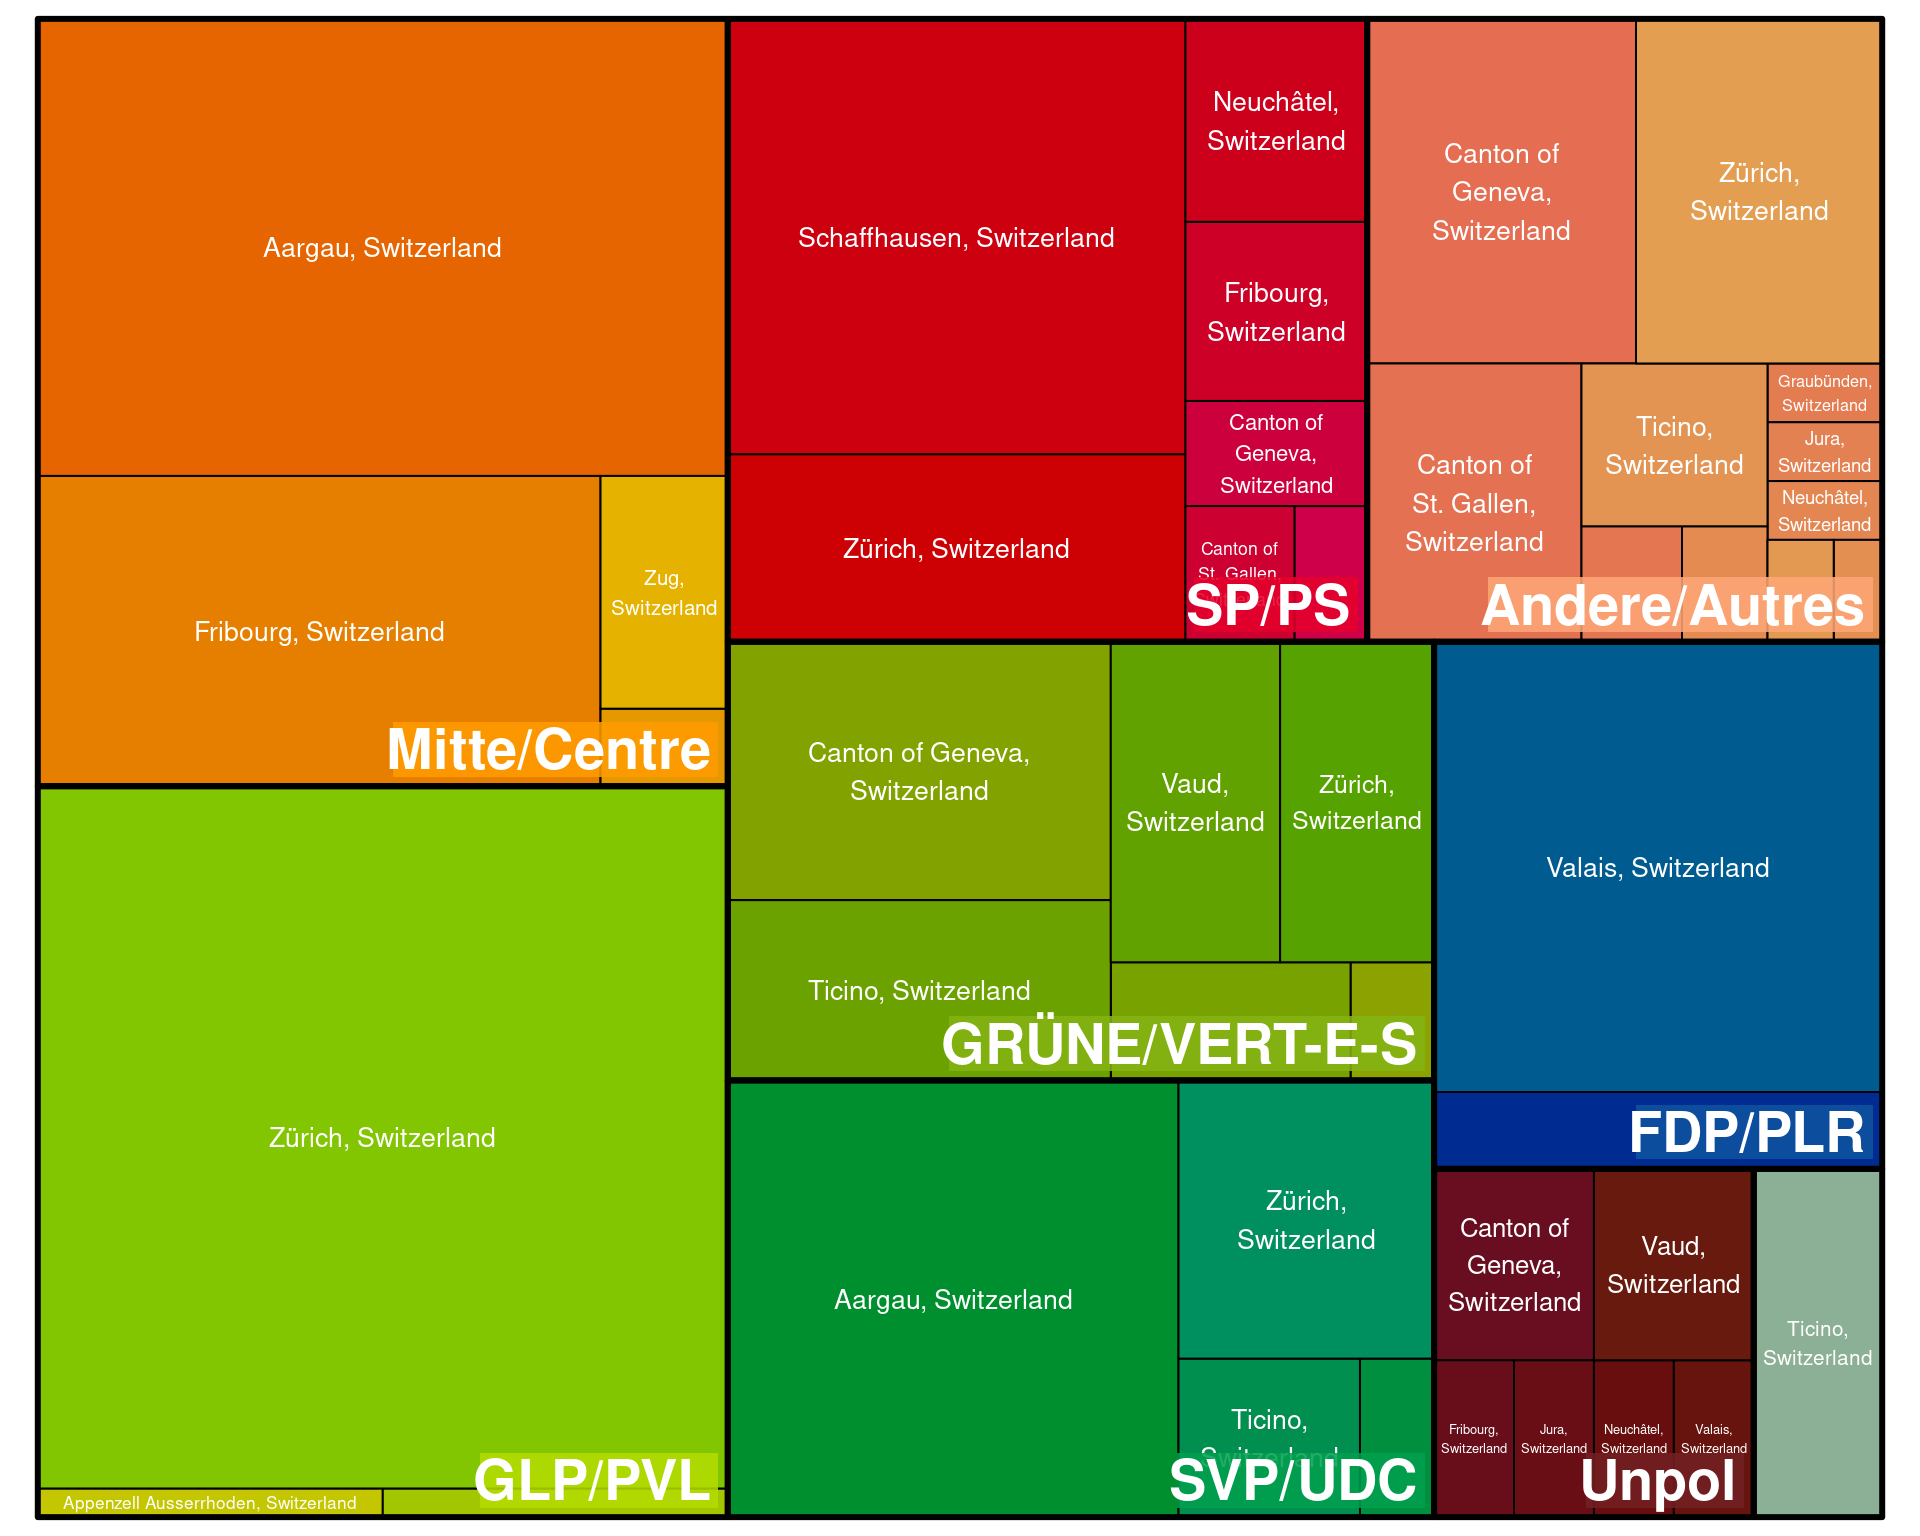 Aargau, Switzerland
Fribourg, Switzerland
Zug,
Switzerland
Mitte/Centre
Zürich, Switzerland
Appenzell Ausserrhoden, Switzerland
GLP/PVL
Schaffhausen, Switzerland
Zürich, Switzerland
Neuchâtel,
Switzerland
Fribourg,
Switzerland
Canton of
Geneva,
Switzerland
Canton of
St. Gallen,
SP/PS
Canton of
Geneva,
Switzerland
Zürich,
Switzerland
Canton of
St. Gallen,
Switzerland
Ticino,
Switzerland
Graubünden,
Switzerland
Jura,
Switzerland
Neuchâtel,
Switzerland
Andere/Autres
Canton of Geneva,
Switzerland
Ticino, Switzerland
Vaud,
Switzerland
Zürich,
Switzerland
GRÜNE/VERT-E-S
Valais, Switzerland
FDP/PLR
Aargau, Switzerland
Zürich,
Switzerland
Ticino,
Switzerland
SVP/UDC
Canton of
Geneva,
Switzerland
Vaud,
Switzerland
Fribourg,
Switzerland
Jura,
Switzerland
Neuchâtel,
Switzerland
Valais,
Switzerland
Unpol
Ticino,
Switzerland